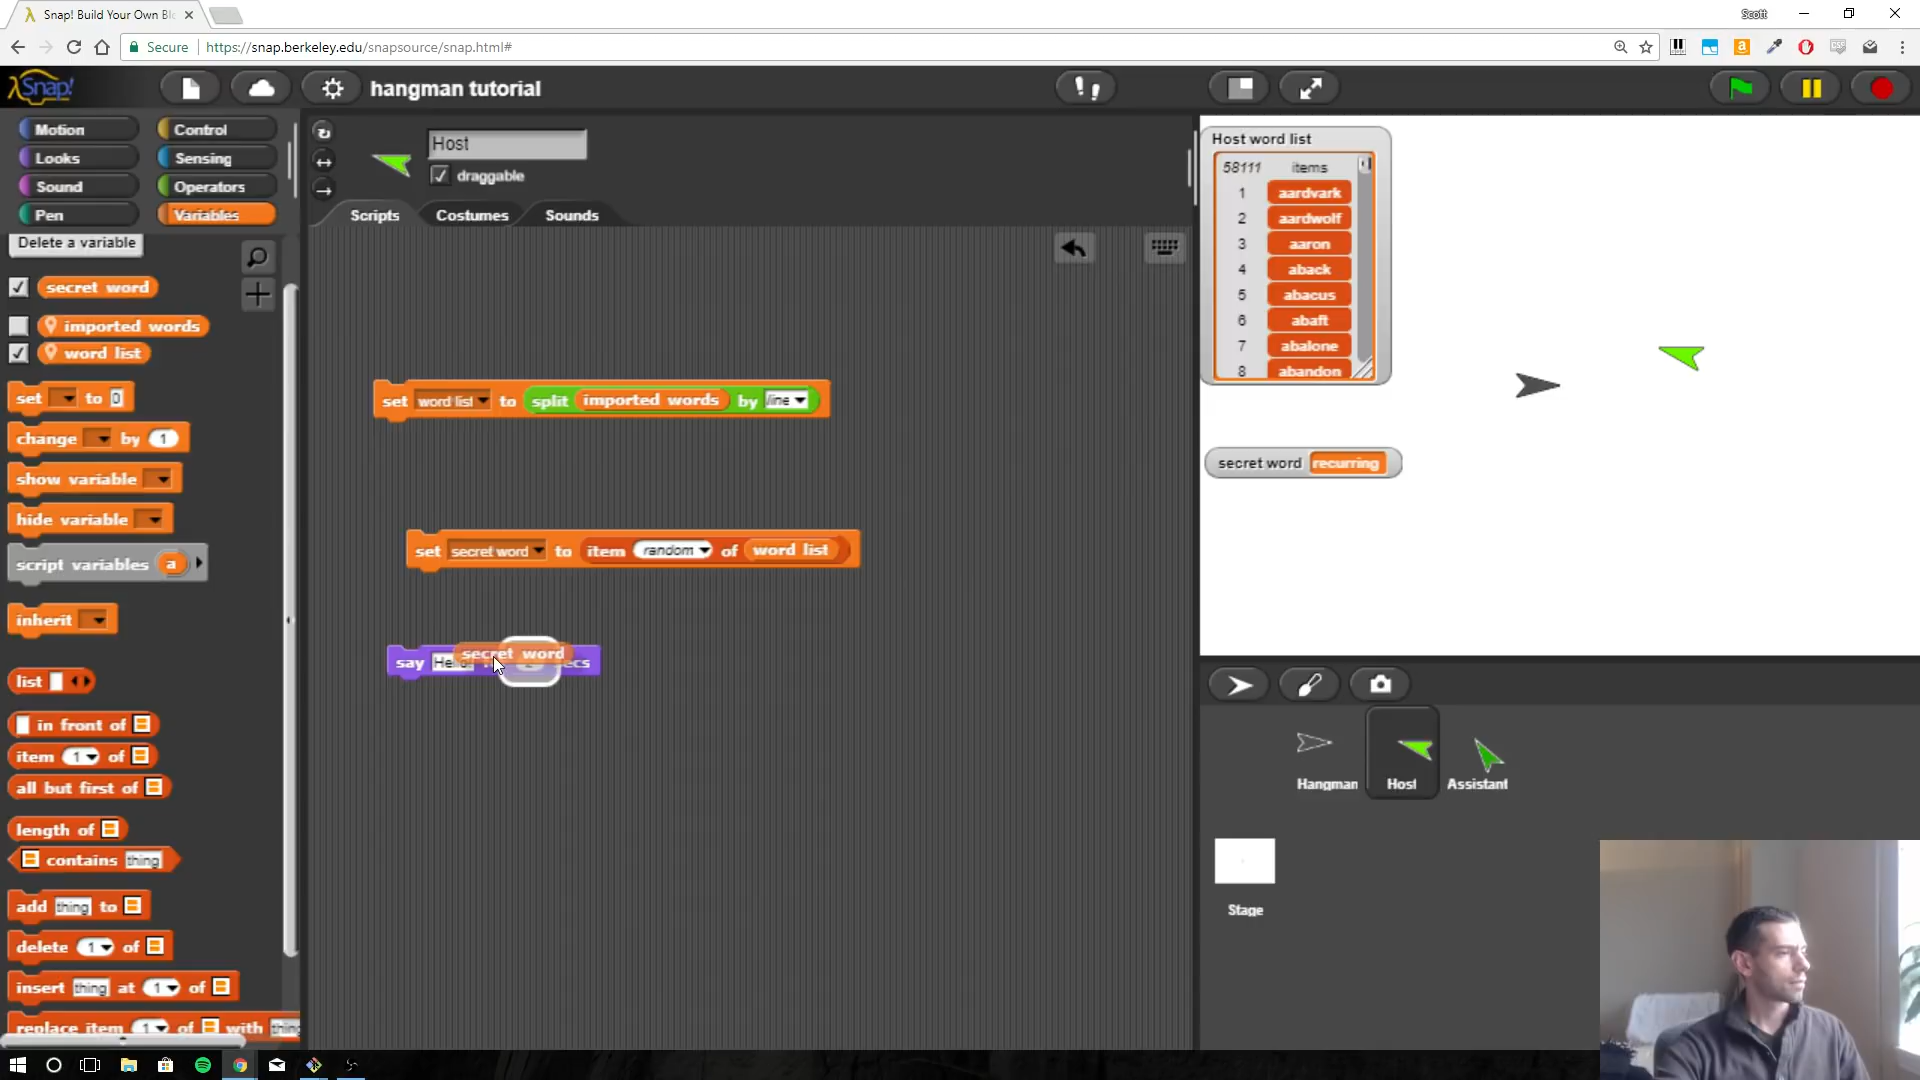 Snap! Build Your Own Bl
Scott
Secure
https://snap.berkeley.edu/snapsource/snap.html#
Snap!
hangman tutorial
Motion
Control
Looks
Sensing
Sound
Operators
Pen
Variables
Delete a variable
secret word
imported words
word list
set to 0
change by 1
show variable
hide variable
script variables a
inherit
list
in front of
item 1 of
all but first of
length of
contains thing
add thing to
delete 1 of
insert thing at 1 of
replace item 1 of with thing
Host
draggable
Scripts
Costumes
Sounds
set word list to split imported words by line
set secret word to item random of word list
say Hello! secret word secs
Host word list
58111 items
1 aardvark
2 aardwolf
3 aaron
4 aback
5 abacus
6 abaft
7 abalone
8 abandon
secret word recurring
Hangman
Host
Assistant
Stage